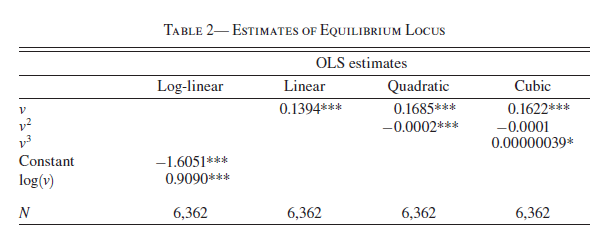 TABLE 2— ESTIMATES OF EQUILIBRIUM LOCUS
OLS estimates
Log-linear Linear Quadratic Cubic
v 0.1394*** 0.1685*** 0.1622***
v² −0.0002*** −0.0001
v³ 0.00000039*
Constant −1.6051***
log(v) 0.9090***
N 6,362 6,362 6,362 6,362